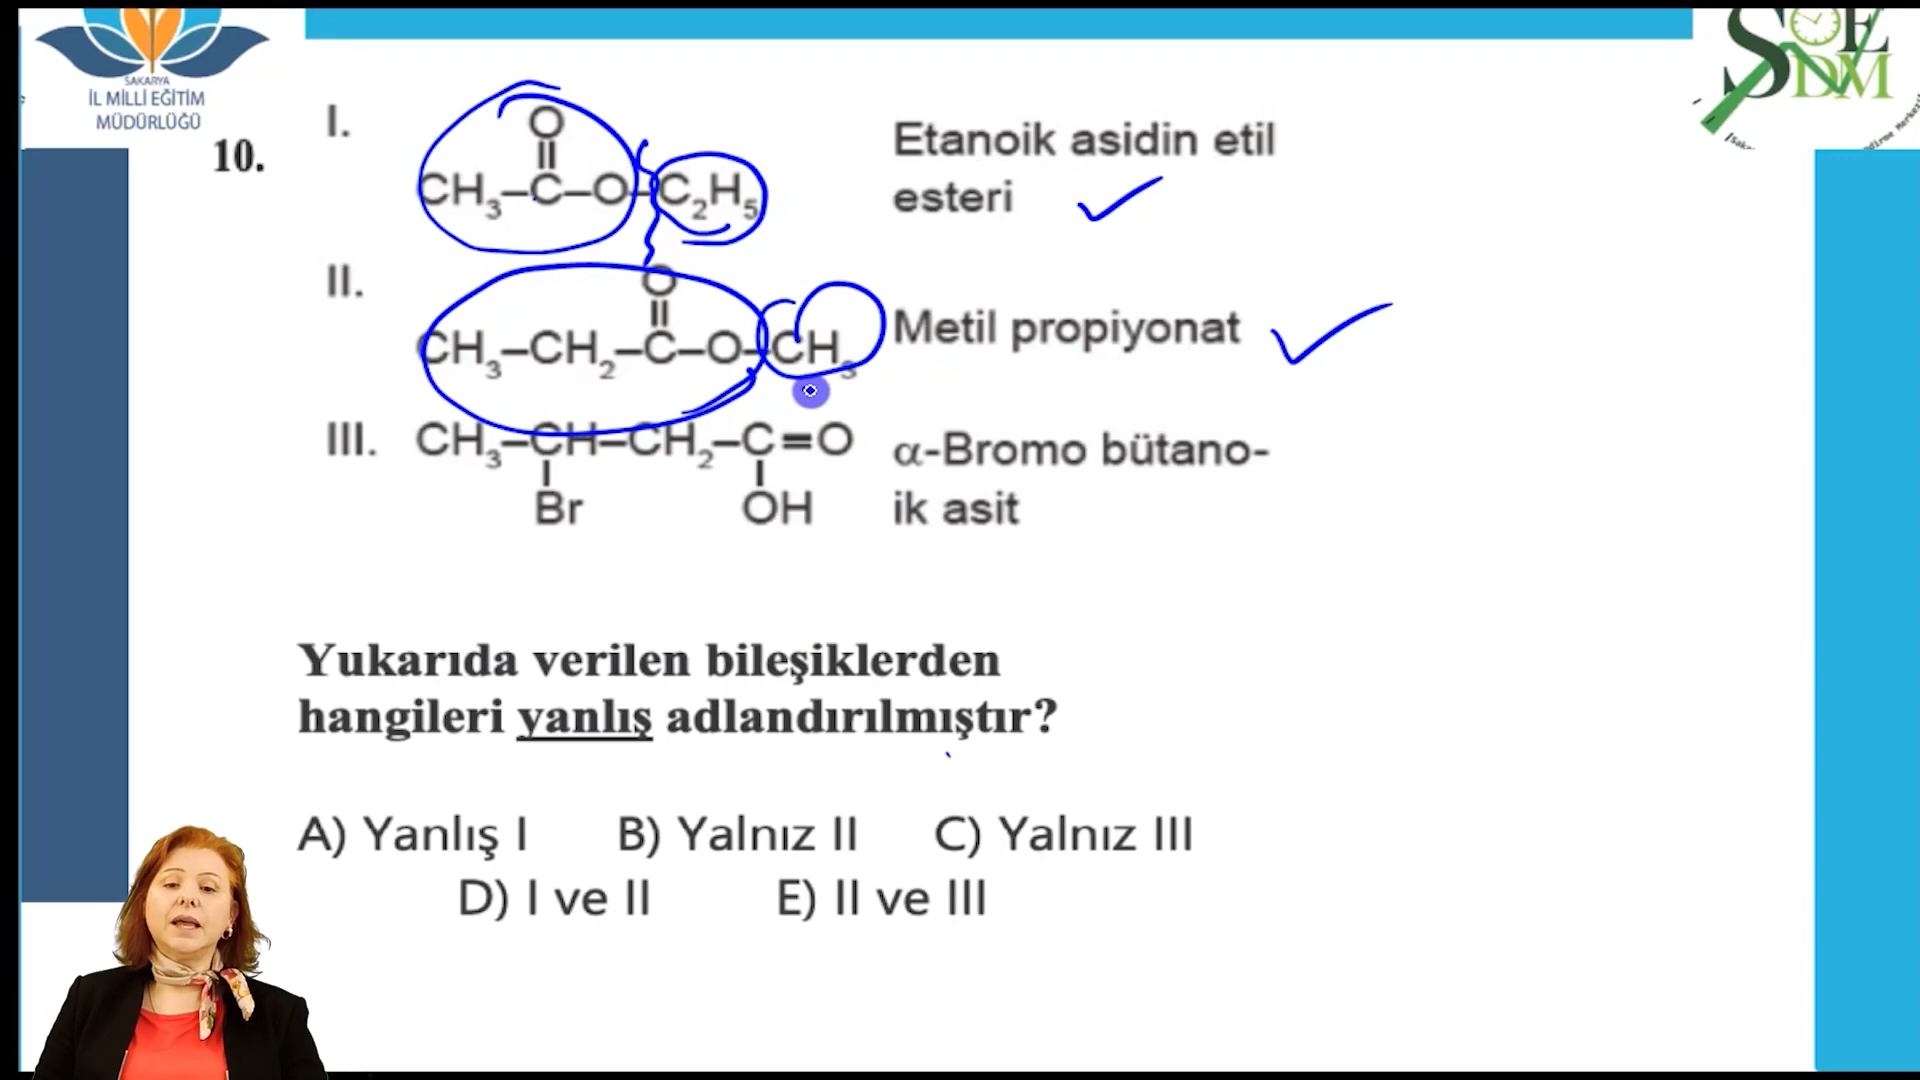 SAKARYA
İL MİLLİ EĞİTİM
MÜDÜRLÜĞÜ
SOE
DM
10.
I.
O
CH3–C–O–C2H5
Etanoik asidin etil
esteri
II.
O
CH3–CH2–C–O–CH3
Metil propiyonat
III. CH3–CH–CH2–C=O
Br
OH
α-Bromo bütano-
ik asit
Yukarıda verilen bileşiklerden
hangileri yanlış adlandırılmıştır?
A) Yanlış I B) Yalnız II C) Yalnız III
D) I ve II E) II ve III